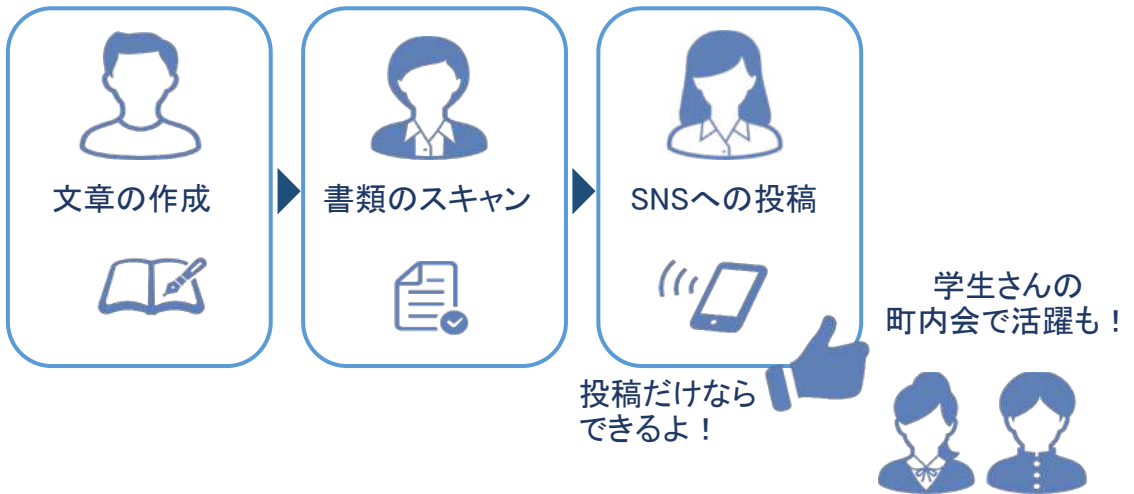 文章の作成
書類のスキャン
SNSへの投稿
投稿だけなら
できるよ！
学生さんの
町内会で活躍も！